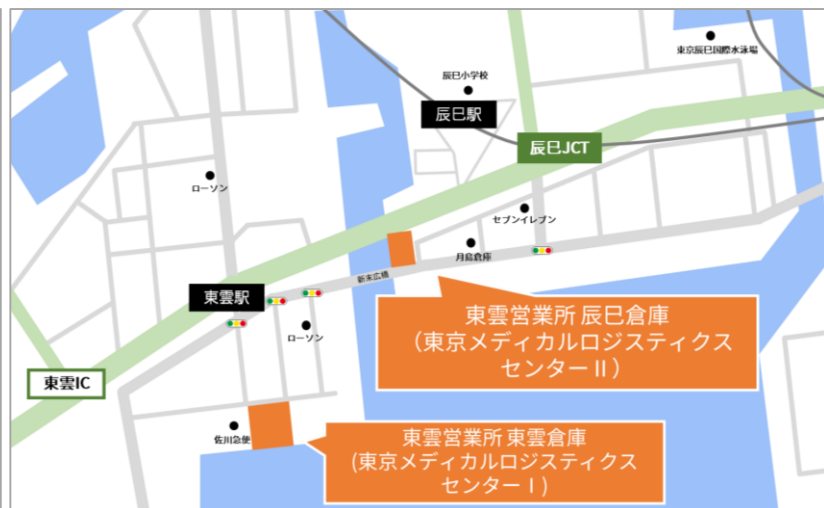 東京辰巳国際水泳場
辰巳小学校
辰巳駅
辰巳JCT
ローソン
セブンイレブン
月島倉庫
新末広橋
東雲駅
ローソン
東雲営業所 辰巳倉庫
（東京メディカルロジスティクス
センターⅡ）
東雲IC
佐川急便
東雲営業所 東雲倉庫
(東京メディカルロジスティクス
センターⅠ)